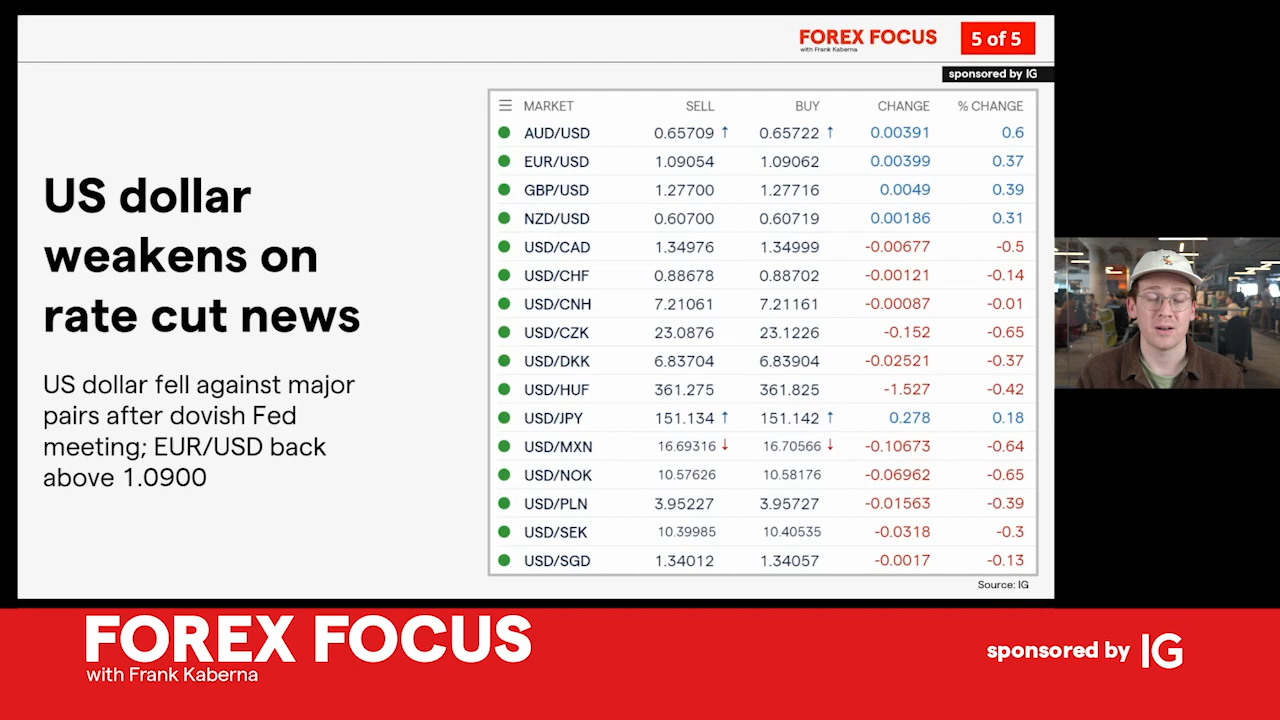 FOREX FOCUS
with Frank Kaberna
5 of 5
sponsored by IG
US dollar
weakens on
rate cut news
US dollar fell against major
pairs after dovish Fed
meeting; EUR/USD back
above 1.0900
MARKET SELL BUY CHANGE % CHANGE
AUD/USD 0.65709 ↑ 0.65722 ↑ 0.00391 0.6
EUR/USD 1.09054 1.09062 0.00399 0.37
GBP/USD 1.27700 1.27716 0.0049 0.39
NZD/USD 0.60700 0.60719 0.00186 0.31
USD/CAD 1.34976 1.34999 -0.00677 -0.5
USD/CHF 0.88678 0.88702 -0.00121 -0.14
USD/CNH 7.21061 7.21161 -0.00087 -0.01
USD/CZK 23.0876 23.1226 -0.152 -0.65
USD/DKK 6.83704 6.83904 -0.02521 -0.37
USD/HUF 361.275 361.825 -1.527 -0.42
USD/JPY 151.134 ↑ 151.142 ↑ 0.278 0.18
USD/MXN 16.69316 ↓ 16.70566 ↓ -0.10673 -0.64
USD/NOK 10.57626 10.58176 -0.06962 -0.65
USD/PLN 3.95227 3.95727 -0.01563 -0.39
USD/SEK 10.39985 10.40535 -0.0318 -0.3
USD/SGD 1.34012 1.34057 -0.0017 -0.13
Source: IG
FOREX FOCUS
with Frank Kaberna
sponsored by IG